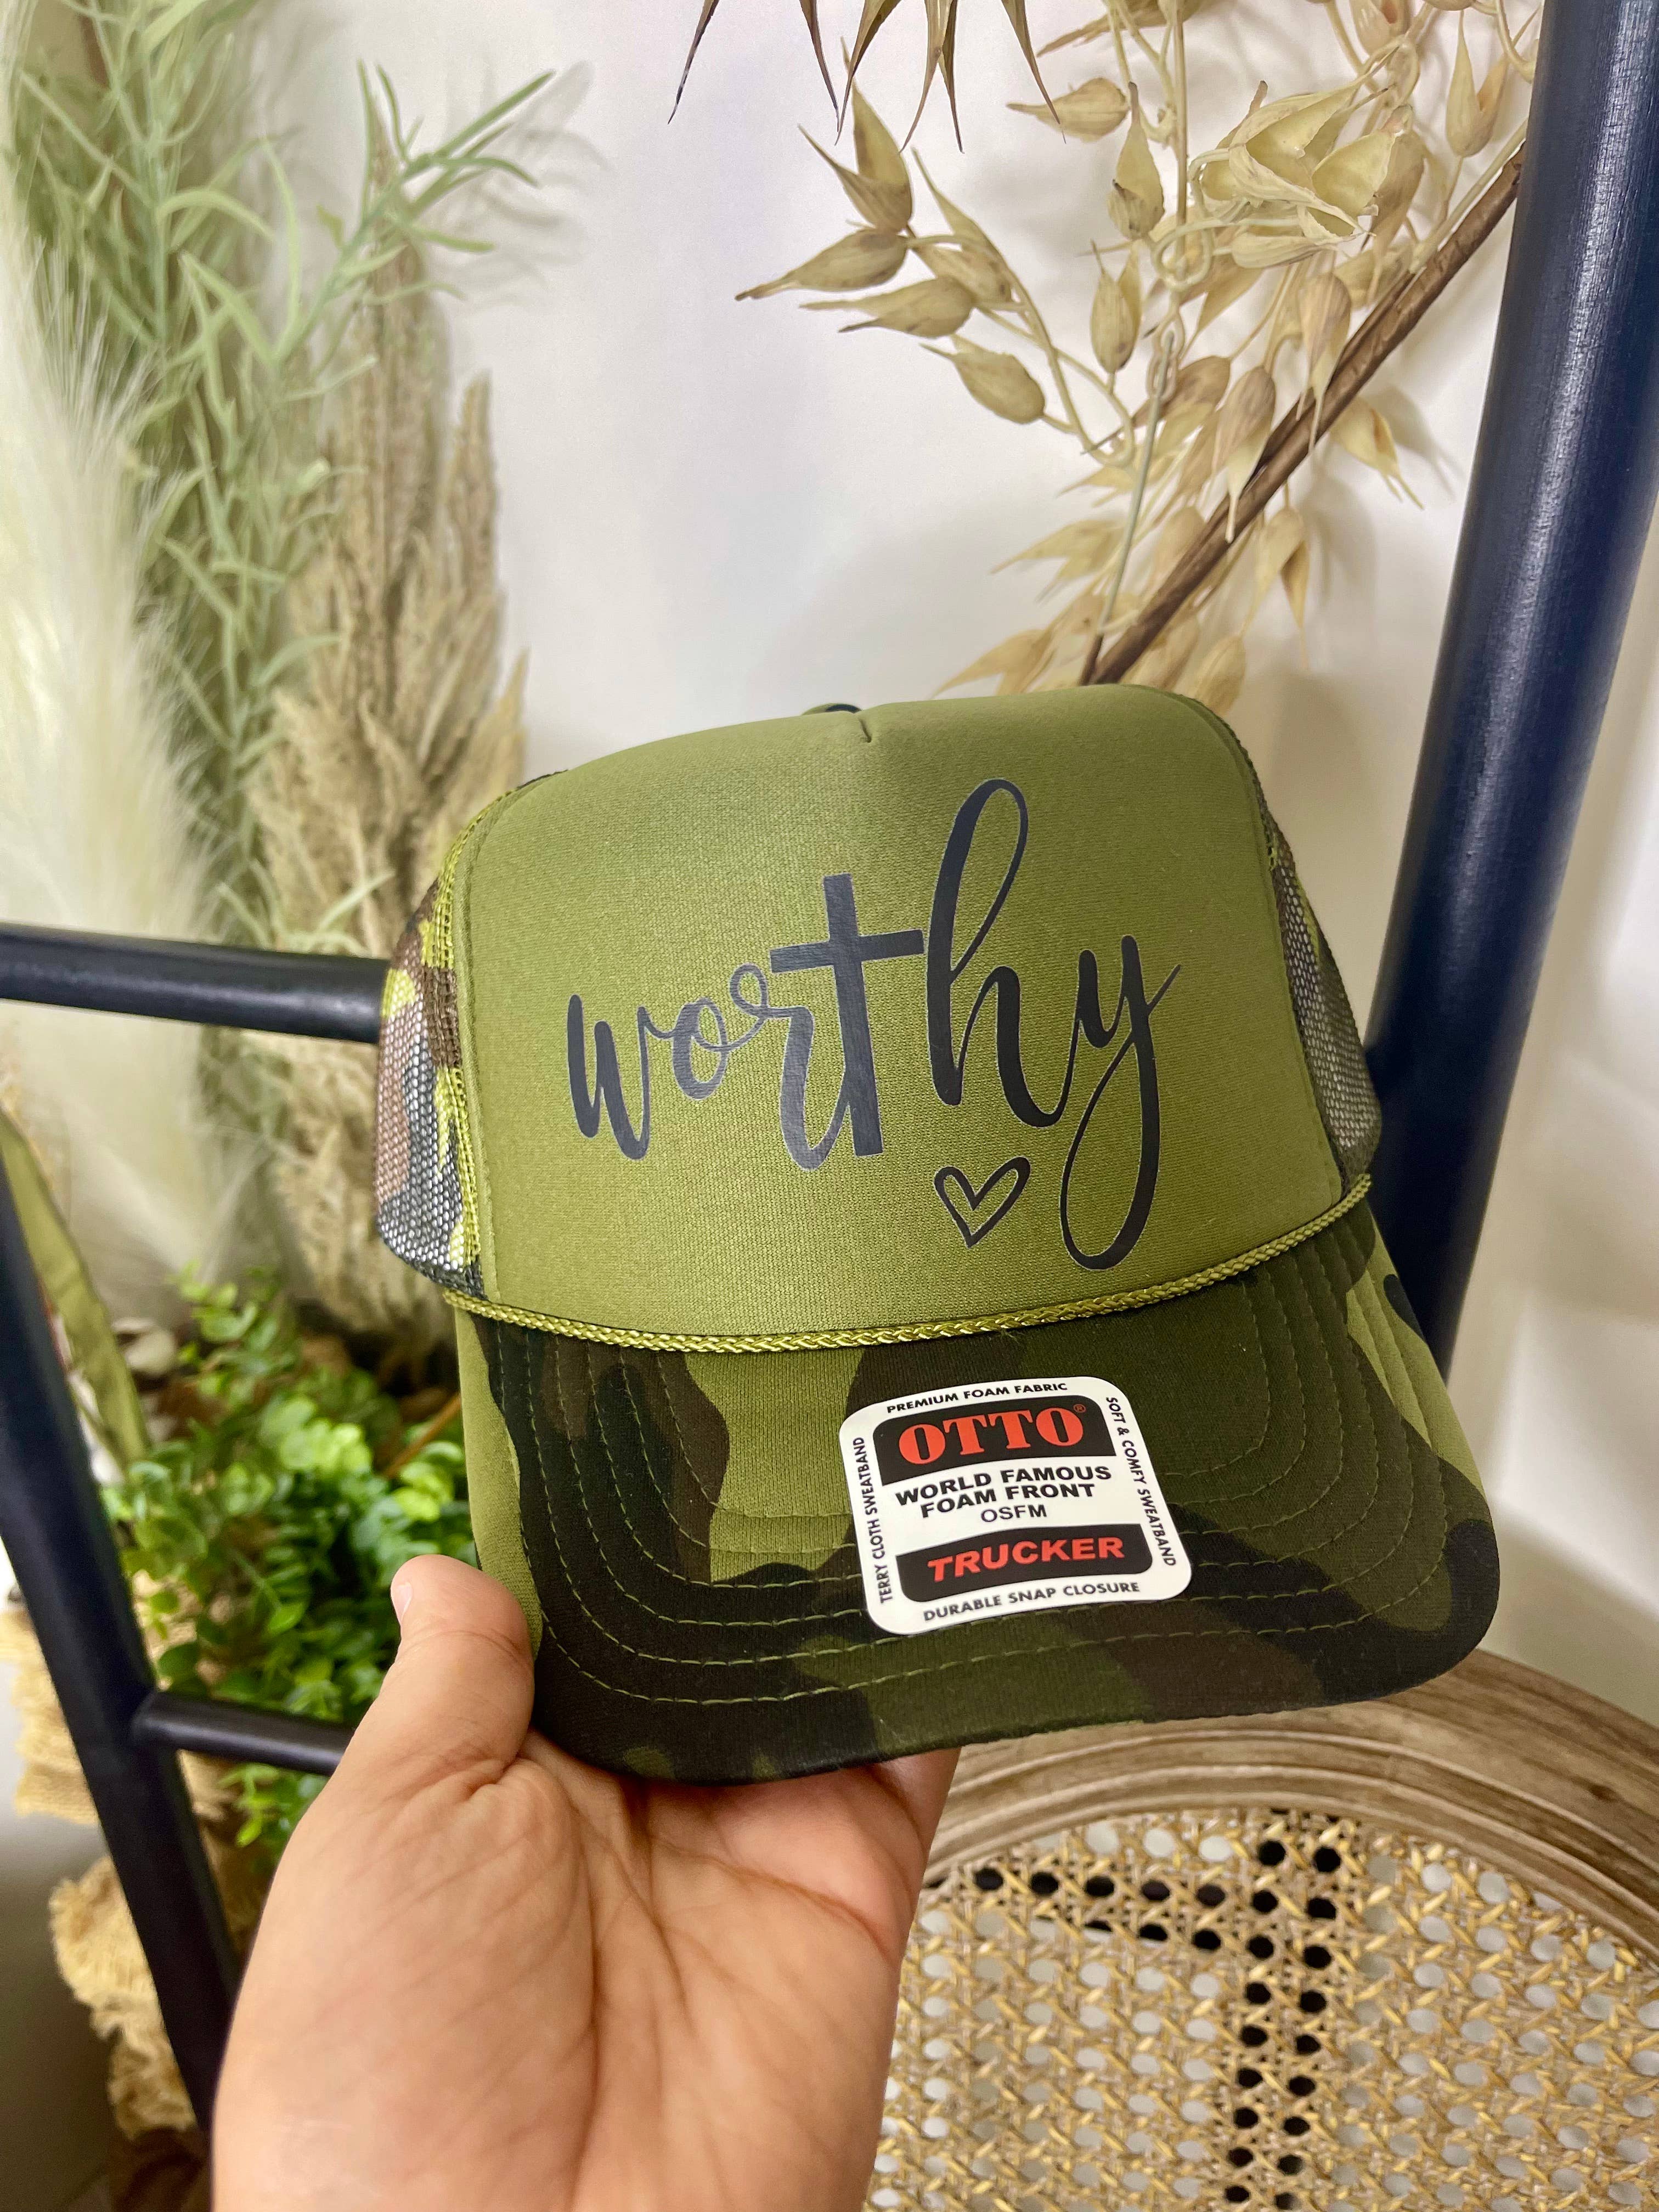 worthy
PREMIUM FOAM FABRIC
OTTO®
WORLD FAMOUS
FOAM FRONT
OSFM
TRUCKER
DURABLE SNAP CLOSURE
TERRY CLOTH SWEATBAND
SOFT & COMFY SWEATBAND